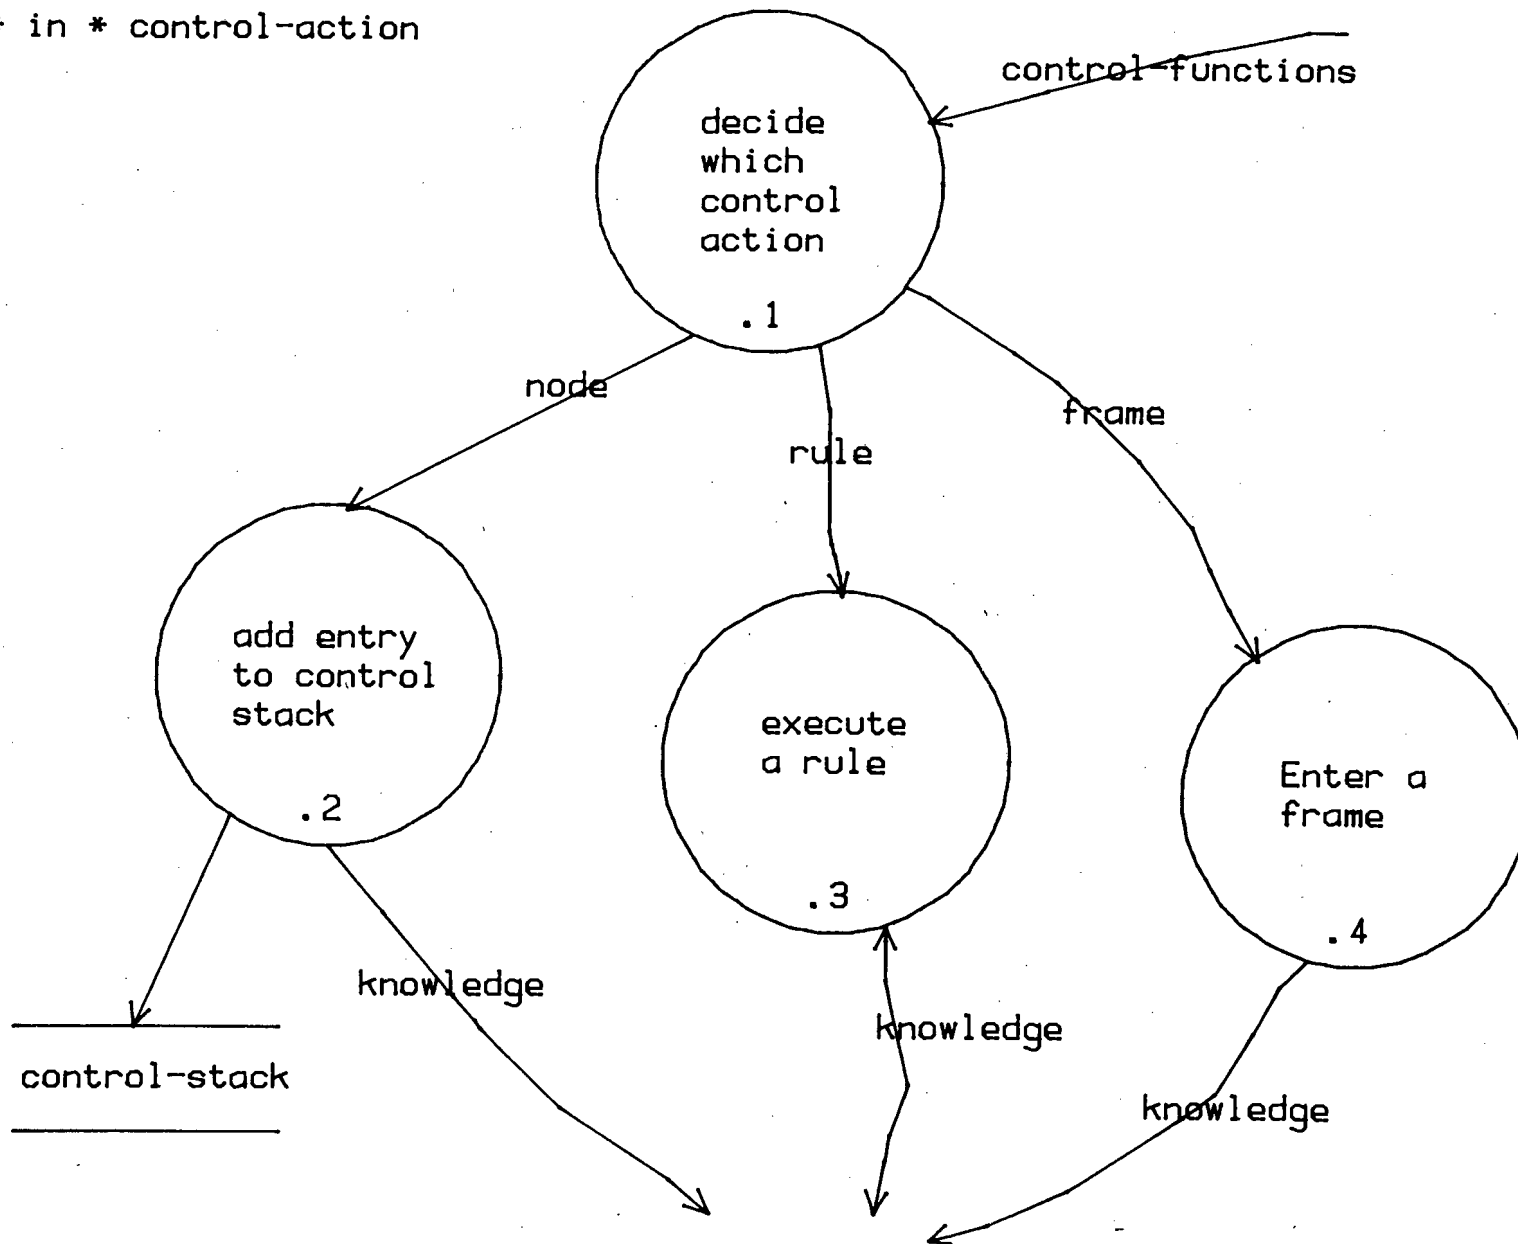 in * control-action
control-functions
decide
which
control
action
.1
node
rule
frame
add entry
to control
stack
.2
execute
a rule
.3
Enter a
frame
.4
knowledge
knowledge
knowledge
control-stack